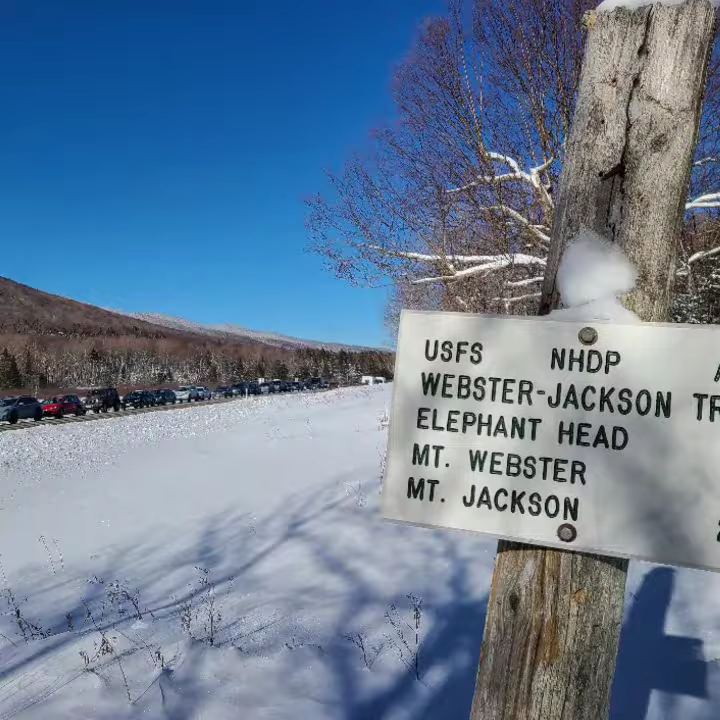 USFS NHDP
WEBSTER-JACKSON
ELEPHANT HEAD
MT. WEBSTER
MT. JACKSON